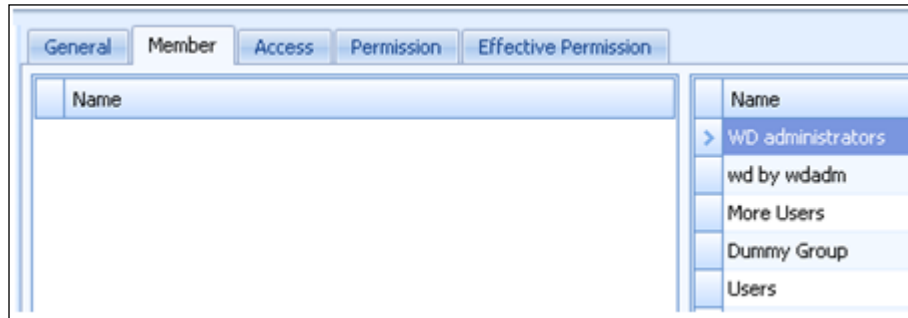 General Member Access Permission Effective Permission
Name Name
WD administrators
wd by wdadm
More Users
Dummy Group
Users